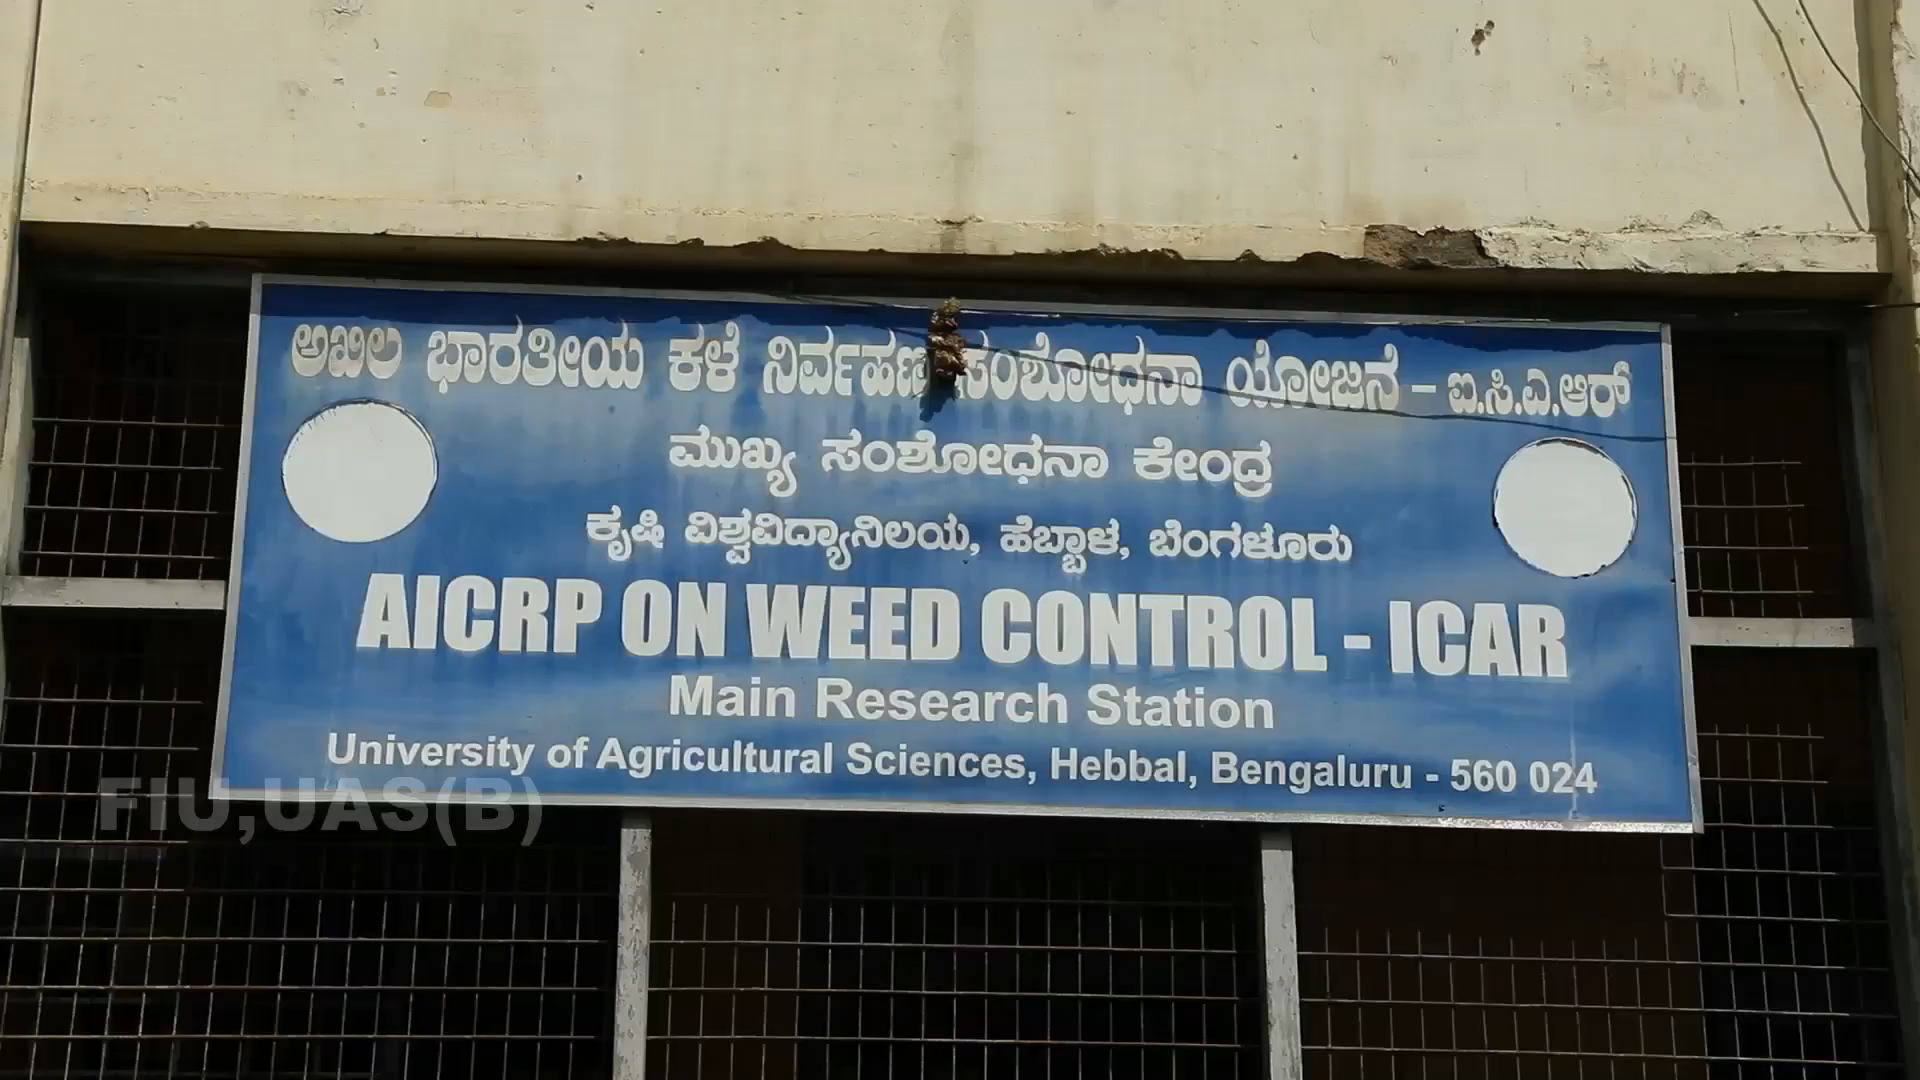 ಅಖಿಲ ಭಾರತೀಯ ಕಳೆ ನಿರ್ವಹಣಾ ಸಂಶೋಧನಾ ಯೋಜನೆ – ಐ.ಸಿ.ಎ.ಆರ್
ಮುಖ್ಯ ಸಂಶೋಧನಾ ಕೇಂದ್ರ
ಕೃಷಿ ವಿಶ್ವವಿದ್ಯಾನಿಲಯ, ಹೆಬ್ಬಾಳ, ಬೆಂಗಳೂರು
AICRP ON WEED CONTROL - ICAR
Main Research Station
University of Agricultural Sciences, Hebbal, Bengaluru - 560 024
FIU,UAS(B)